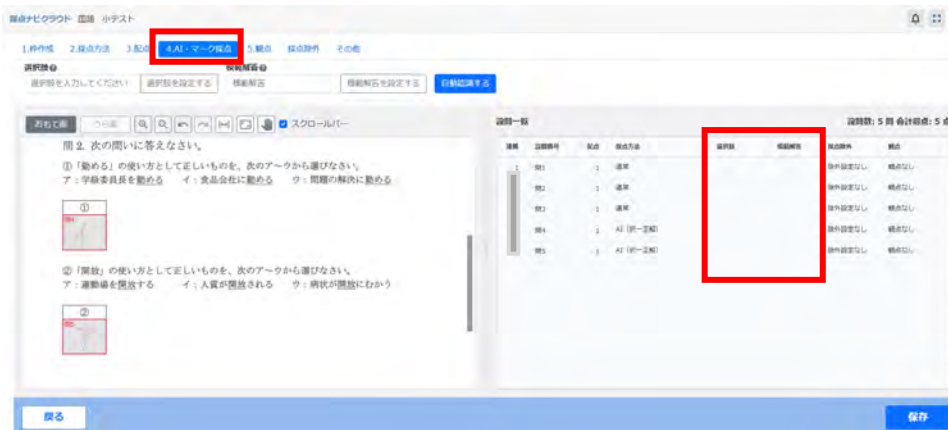 採点ナビクラウド 国語 小テスト
1.枠作成 2.採点方法 3.配点 4.AI・マーク採点 5.観点 採点除外 その他
選択肢 模範解答
選択肢を入力してください 選択肢を設定する 模範解答 模範解答を設定する 自動認識する
おもて面 うら面 スクロールバー
設問一覧 設問数: 5 問 合計得点: 5 点
連携 設問番号 配点 採点方法 選択肢 模範解答 採点除外 観点
1 問1 1 通常 除外設定なし 観点なし
問2 1 通常 除外設定なし 観点なし
問3 1 通常 除外設定なし 観点なし
問4 1 AI（択一正解） 除外設定なし 観点なし
問5 1 AI（択一正解） 除外設定なし 観点なし
問 2. 次の問いに答えなさい。
①「勤める」の使い方として正しいものを、次のア～ウから選びなさい。
ア：学級委員長を勤める イ：食品会社に勤める ウ：問題の解決に勤める
①
問4
②「開放」の使い方として正しいものを、次のア～ウから選びなさい。
ア：運動場を開放する イ：人質が開放される ウ：病状が開放にむかう
②
問5
戻る 保存